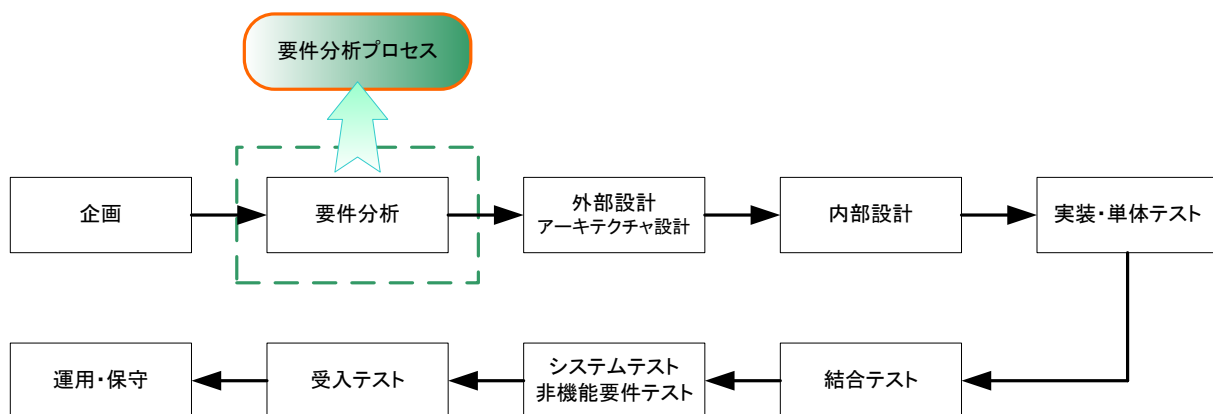 要件分析プロセス
企画
要件分析
外部設計
アーキテクチャ設計
内部設計
実装・単体テスト
運用・保守
受入テスト
システムテスト
非機能要件テスト
結合テスト